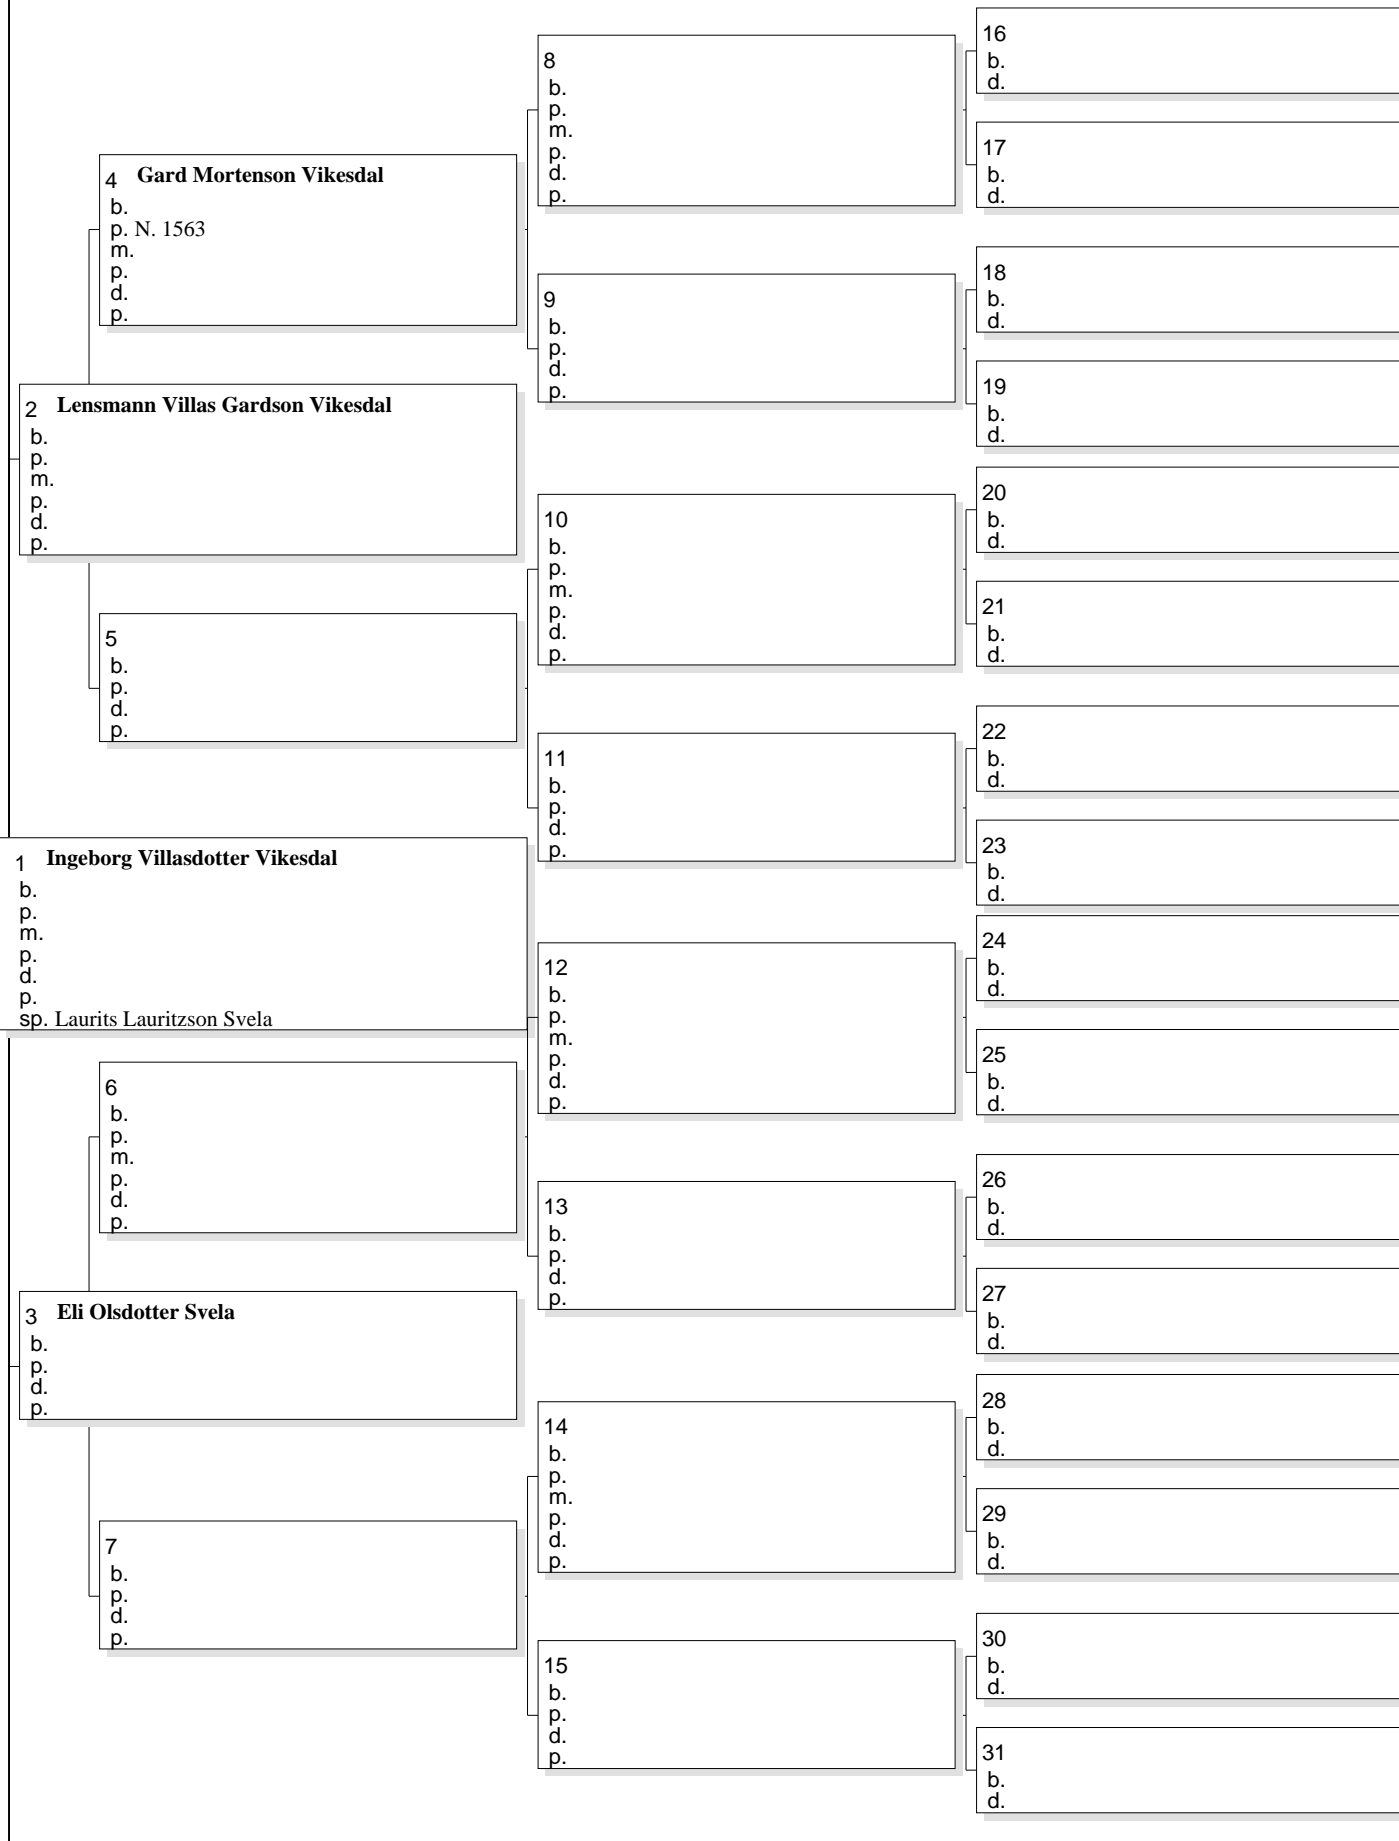 16
b.
d.
8
b.
p.
m.
p.
d.
p.
17
b.
d.
4 Gard Mortenson Vikesdal
b.
p. N. 1563
m.
p.
d.
p.
18
b.
d.
9
b.
p.
d.
p.
19
b.
d.
2 Lensmann Villas Gardson Vikesdal
b.
p.
m.
p.
d.
p.
20
b.
d.
10
b.
p.
m.
p.
d.
p.
21
b.
d.
5
b.
p.
d.
p.
22
b.
d.
11
b.
p.
d.
p.
23
b.
d.
1 Ingeborg Villasdotter Vikesdal
b.
p.
m.
p.
d.
p.
sp. Laurits Lauritzson Svela
24
b.
d.
12
b.
p.
m.
p.
d.
p.
25
b.
d.
6
b.
p.
m.
p.
d.
p.
26
b.
d.
13
b.
p.
d.
p.
27
b.
d.
3 Eli Olsdotter Svela
b.
p.
d.
p.
28
b.
d.
14
b.
p.
m.
p.
d.
p.
29
b.
d.
7
b.
p.
d.
p.
30
b.
d.
15
b.
p.
d.
p.
31
b.
d.